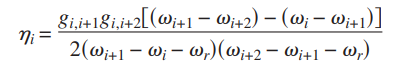 η_i = \frac{g_{i,i+1} g_{i,i+2} [(ω_{i+1} − ω_{i+2}) − (ω_i − ω_{i+1})]}{2(ω_{i+1} − ω_i − ω_r)(ω_{i+2} − ω_{i+1} − ω_r)}